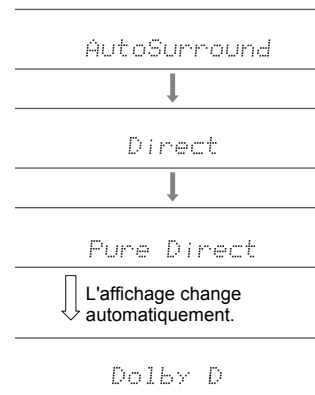 AutoSurround
Direct
Pure Direct
L'affichage change
automatiquement.
Dolby D